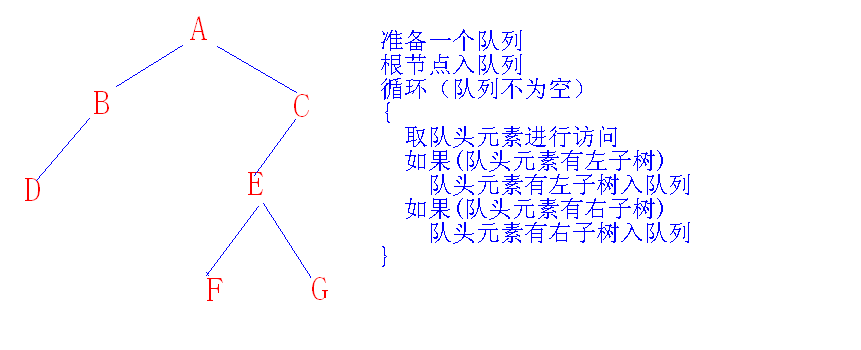 A
B
C
D
E
F
G
准备一个队列
根节点入队列
循环（队列不为空）
{
取队头元素进行访问
如果(队头元素有左子树)
队头元素有左子树入队列
如果(队头元素有右子树)
队头元素有右子树入队列
}